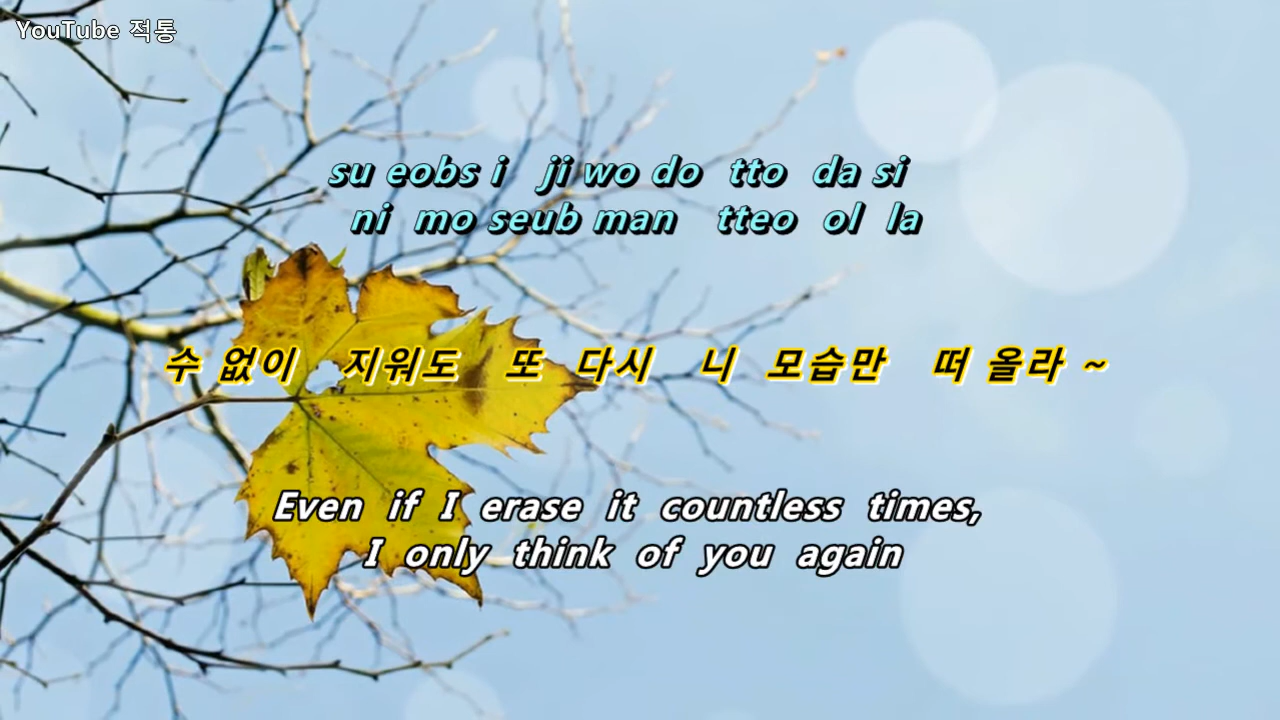 YouTube 적통
su eobs i ji wo do tto da si
ni mo seub man tteo ol la
수 없이 지워도 또 다시 니 모습만 떠 올라 ~
Even if I erase it countless times,
I only think of you again